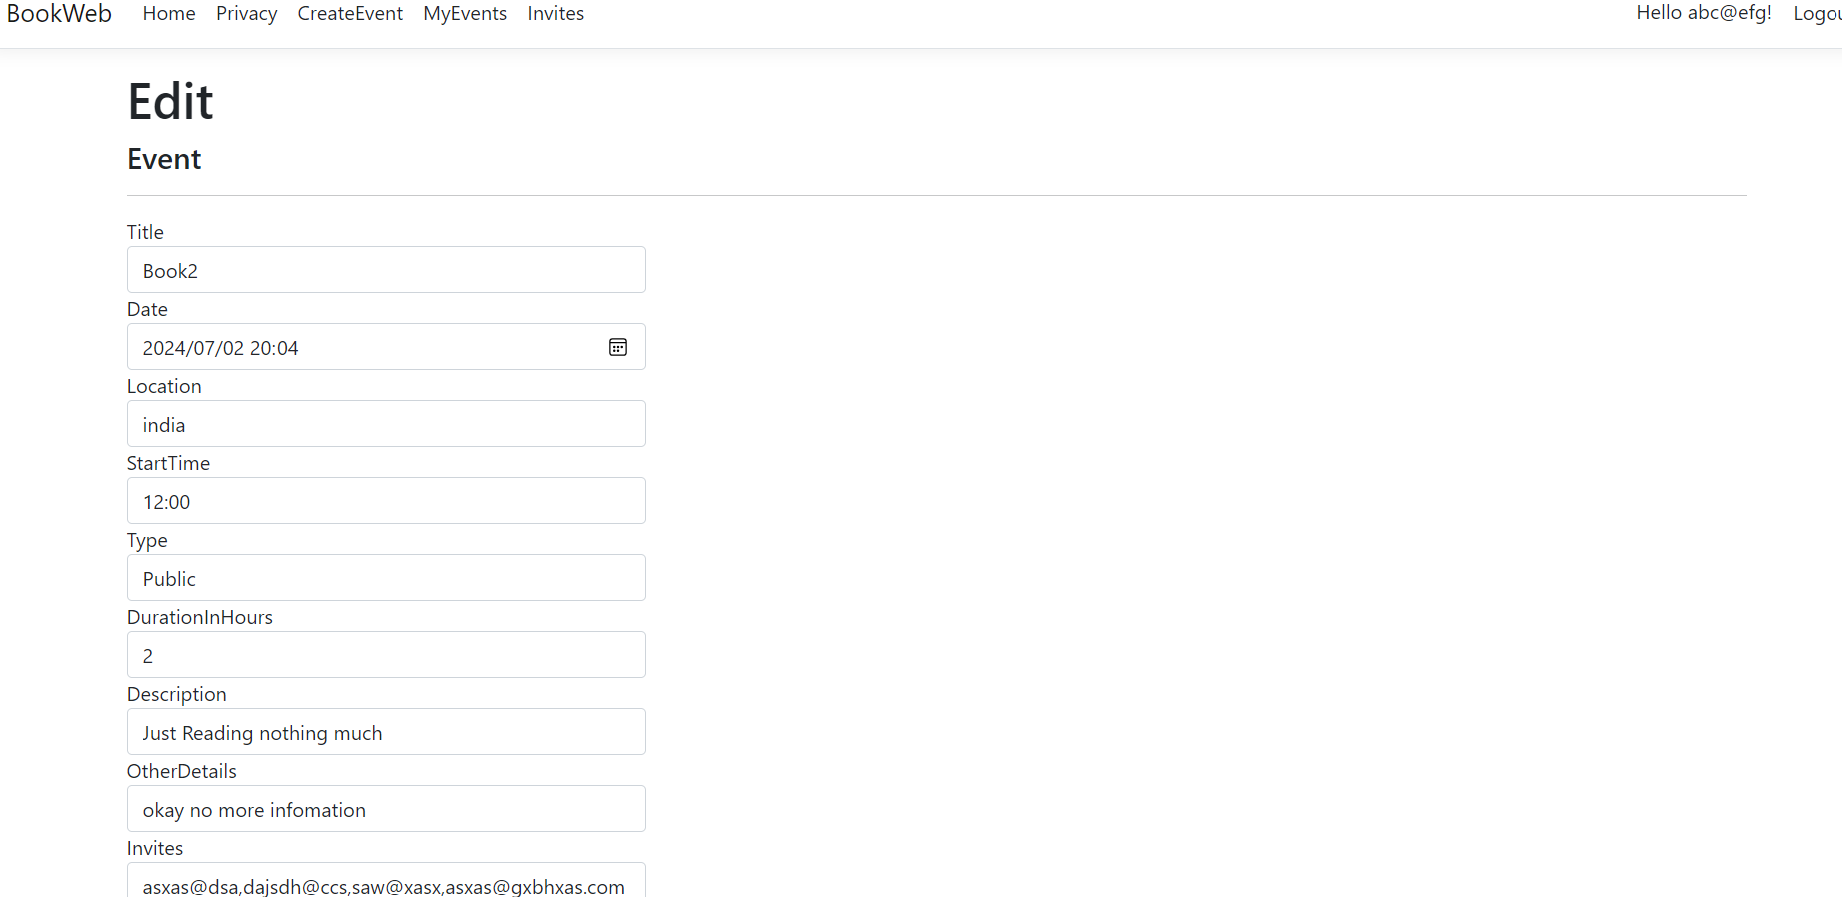 BookWeb Home Privacy CreateEvent MyEvents Invites Hello abc@efg! Logou
Edit
Event
Title
Book2
Date
2024/07/02 20:04
Location
india
StartTime
12:00
Type
Public
DurationInHours
2
Description
Just Reading nothing much
OtherDetails
okay no more infomation
Invites
asxas@dsa,dajsdh@ccs,saw@xasx,asxas@gxbhxas.com